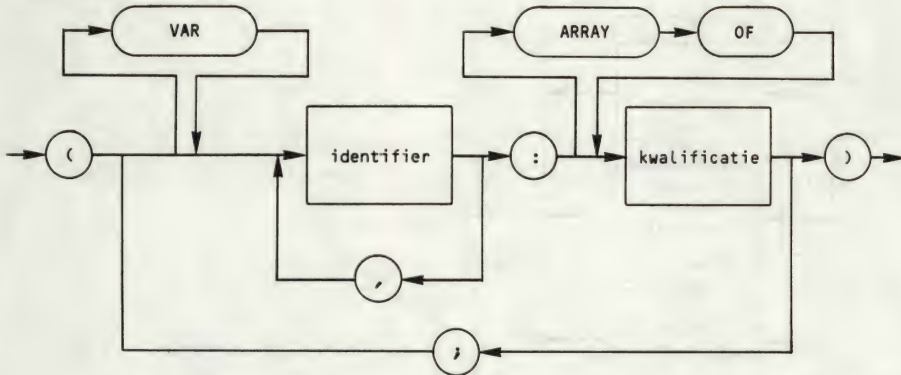 VAR
ARRAY OF
( identifier : kwalificatie )
,
;